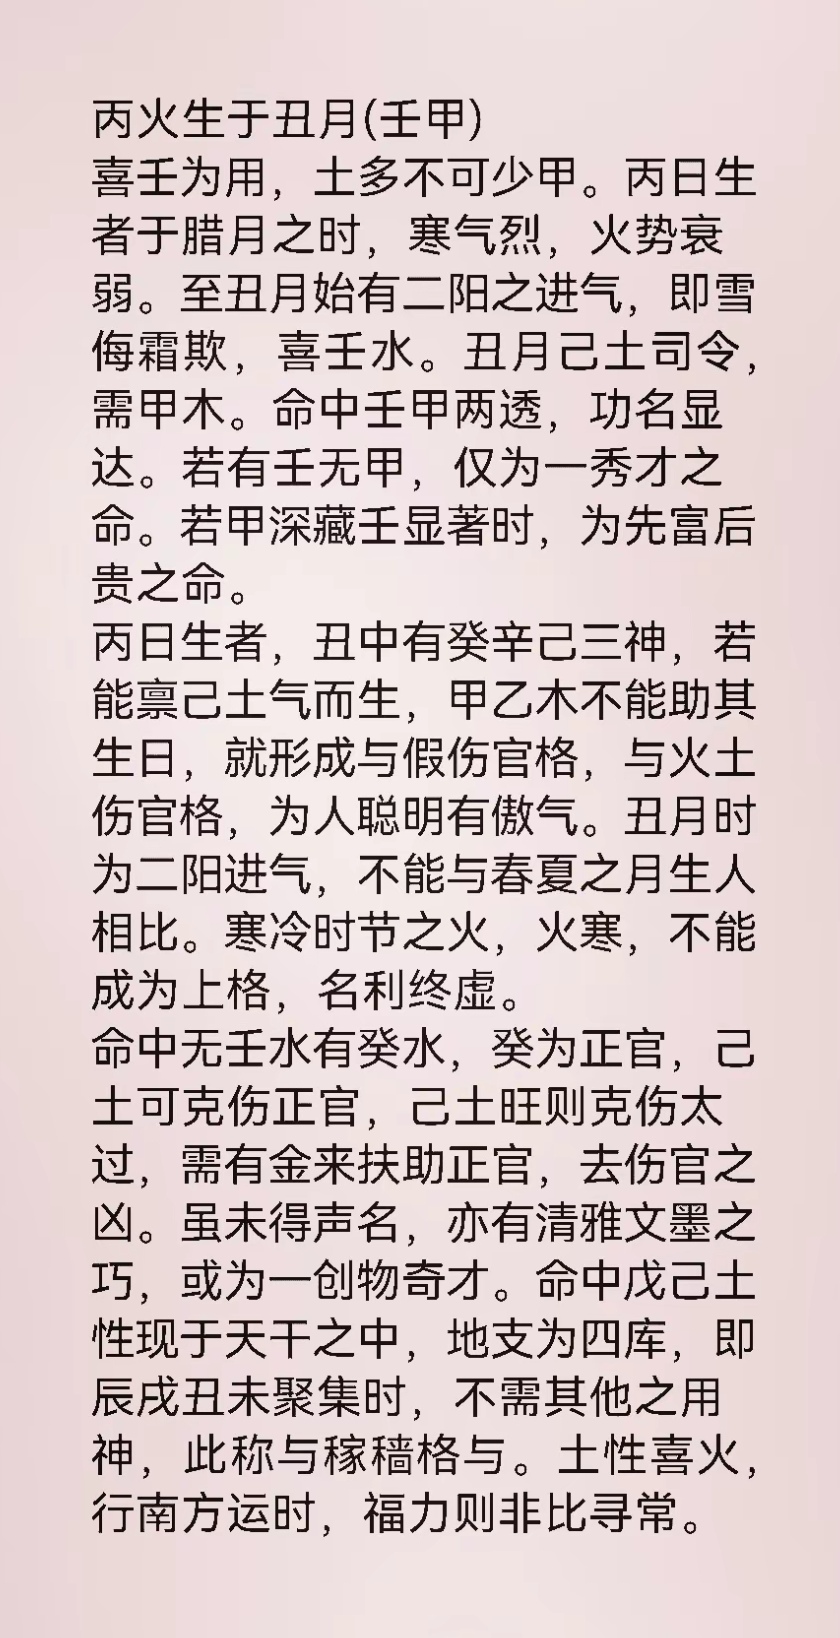 丙火生于丑月(壬甲)
喜壬为用，土多不可少甲。丙日生
者于腊月之时，寒气烈，火势衰
弱。至丑月始有二阳之进气，即雪
侮霜欺，喜壬水。丑月己土司令，
需甲木。命中壬甲两透，功名显
达。若有壬无甲，仅为一秀才之
命。若甲深藏壬显著时，为先富后
贵之命。
丙日生者，丑中有癸辛己三神，若
能禀己土气而生，甲乙木不能助其
生日，就形成与假伤官格，与火土
伤官格，为人聪明有傲气。丑月时
为二阳进气，不能与春夏之月生人
相比。寒冷时节之火，火寒，不能
成为上格，名利终虚。
命中无壬水有癸水，癸为正官，己
土可克伤正官，己土旺则克伤太
过，需有金来扶助正官，去伤官之
凶。虽未得声名，亦有清雅文墨之
巧，或为一创物奇才。命中戊己土
性现于天干之中，地支为四库，即
辰戌丑未聚集时，不需其他之用
神，此称与稼穑格与。土性喜火，
行南方运时，福力则非比寻常。